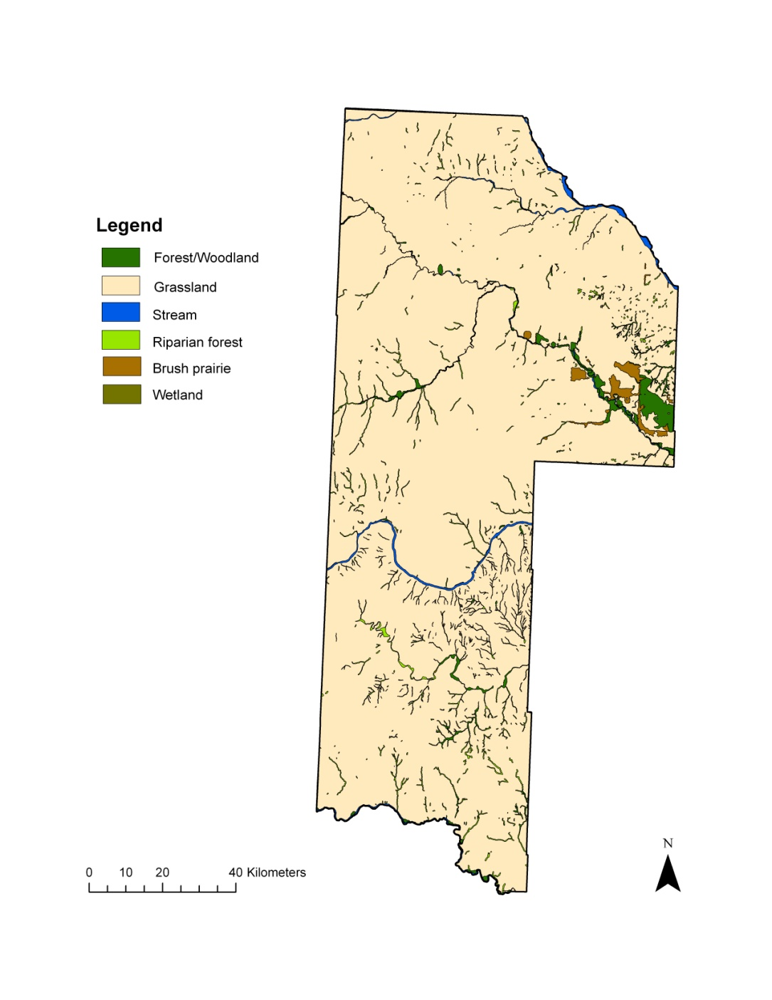 Legend
Forest/Woodland
Grassland
Stream
Riparian forest
Brush prairie
Wetland
N
0 10 20 40 Kilometers